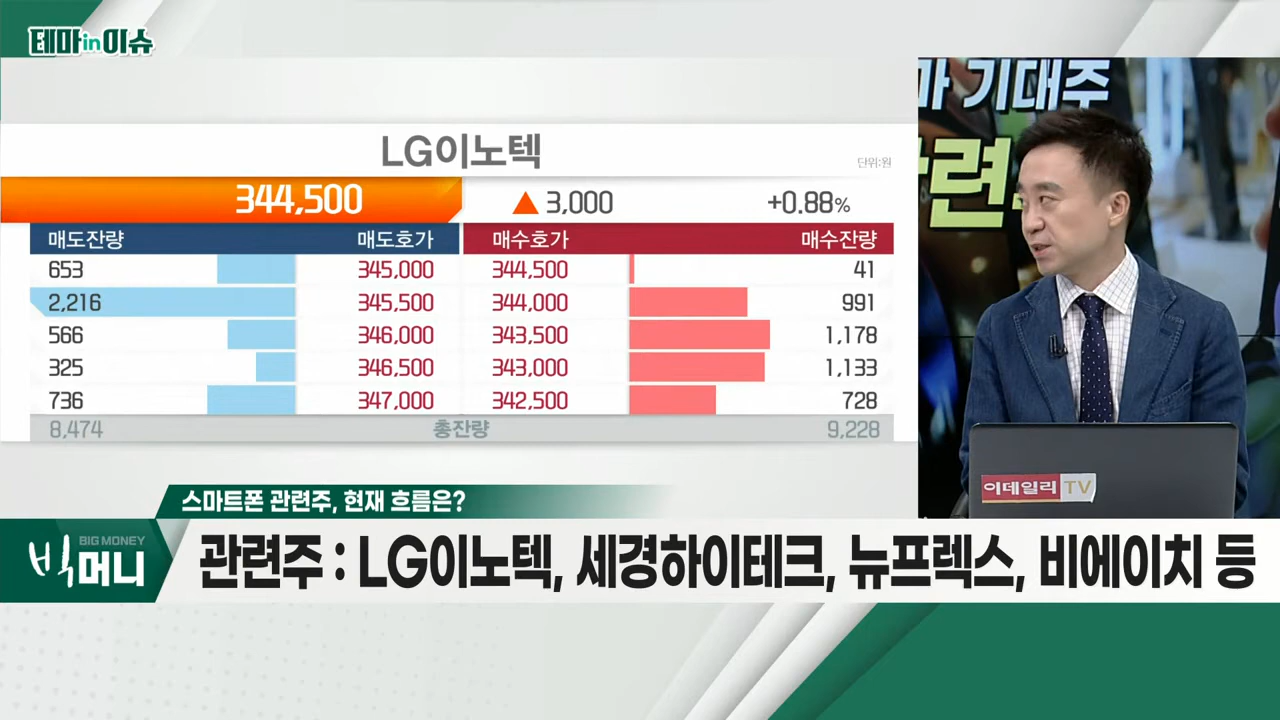 테마in이슈
LG이노텍
단위:원
344,500 ▲ 3,000 +0.88%
매도잔량 매도호가 매수호가 매수잔량
653 345,000 344,500 41
2,216 345,500 344,000 991
566 346,000 343,500 1,178
325 346,500 343,000 1,133
736 347,000 342,500 728
8,474 총잔량 9,228
기대주
이데일리TV
스마트폰 관련주, 현재 흐름은?
BIG MONEY
빅머니
관련주 : LG이노텍, 세경하이테크, 뉴프렉스, 비에이치 등